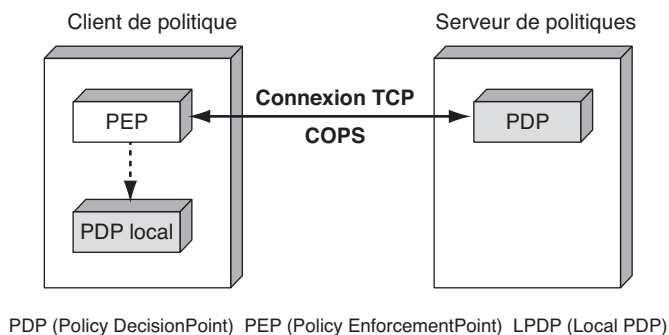 Client de politique
Serveur de politiques
Connexion TCP
PEP
PDP
COPS
PDP local
PDP (Policy DecisionPoint) PEP (Policy EnforcementPoint) LPDP (Local PDP)